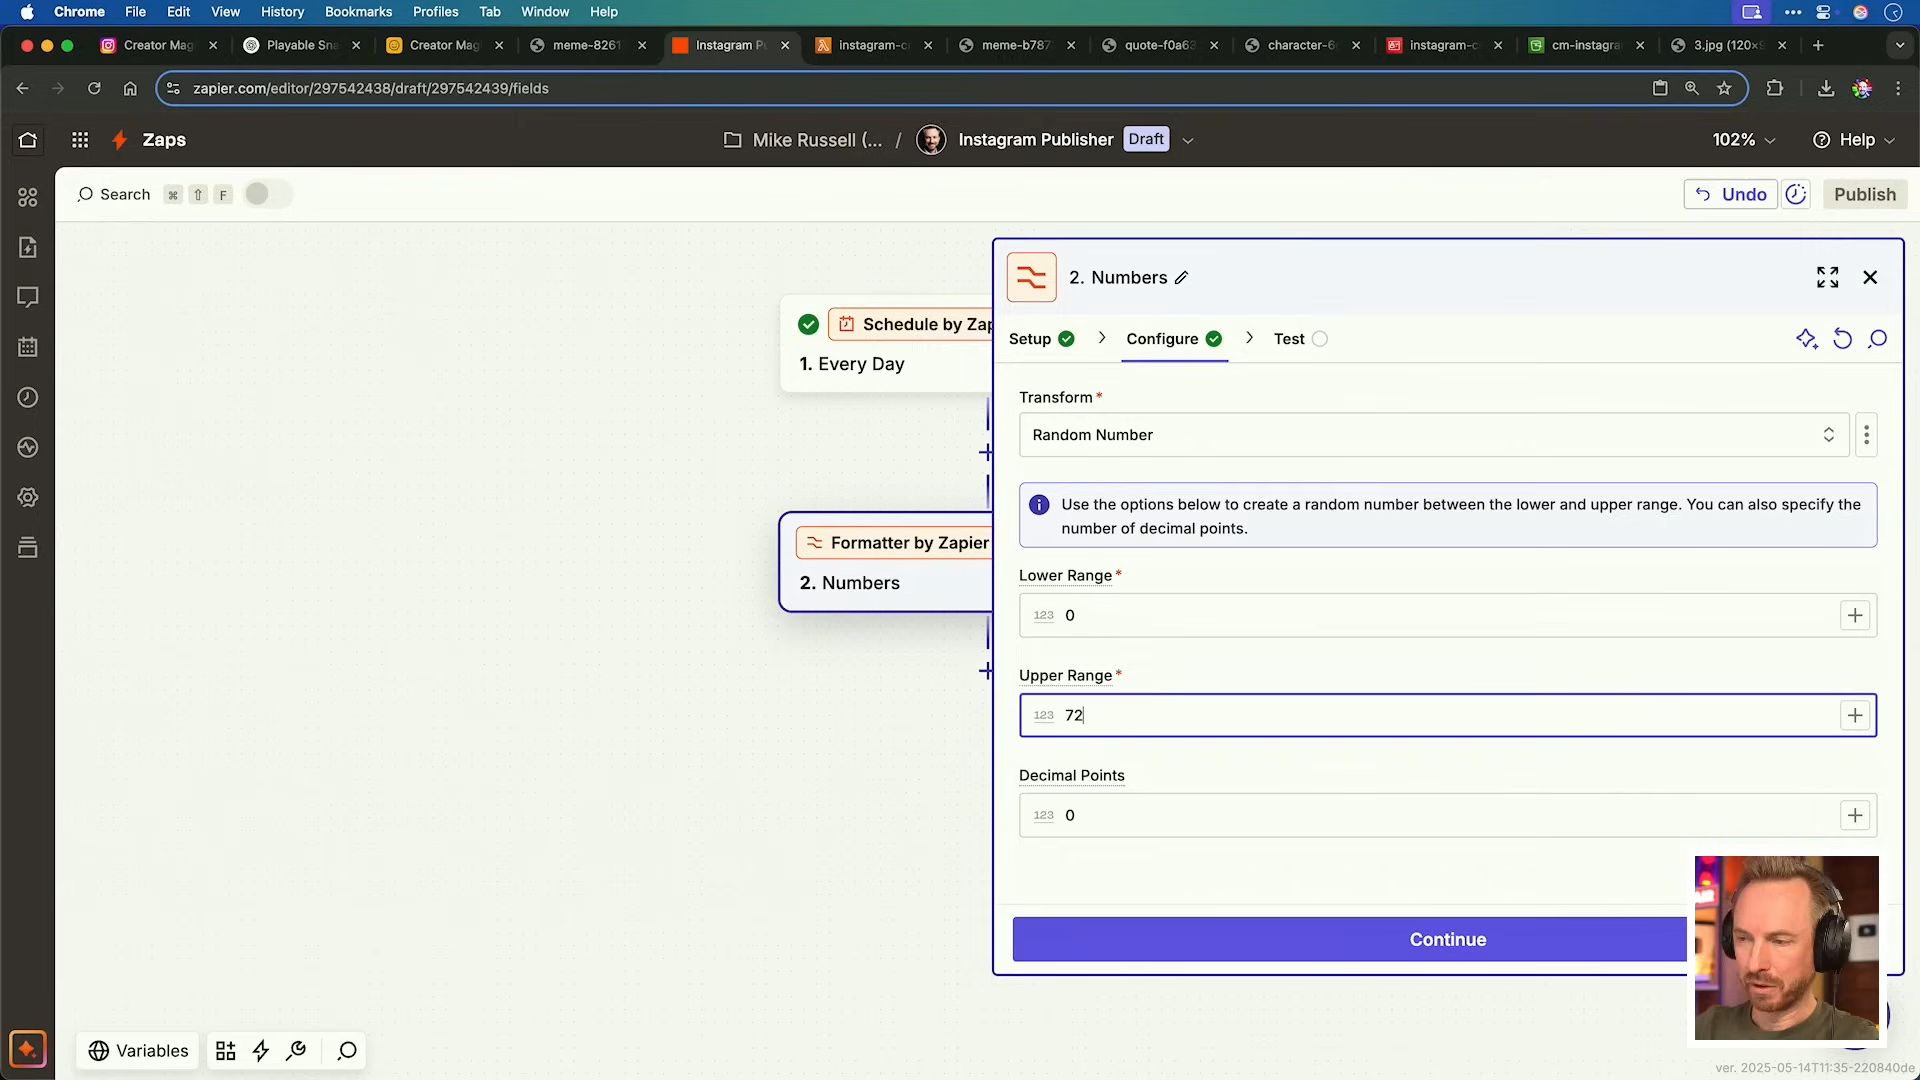 Chrome File Edit View History Bookmarks Profiles Tab Window Help
Creator Mag
Playable Sna
Creator Mag
meme-8261
Instagram Pu
instagram-c
meme-b787
quote-f0a63
character-6
instagram-c
cm-instagra
3.jpg (120×
zapier.com/editor/297542438/draft/297542439/fields
Zaps
Mike Russell (... / Instagram Publisher Draft
102%
Help
Search ⌘ ⇧ F
Undo
Publish
Schedule by Zap
1. Every Day
Formatter by Zapier
2. Numbers
2. Numbers
Setup
Configure
Test
Transform*
Random Number
Use the options below to create a random number between the lower and upper range. You can also specify the
number of decimal points.
Lower Range*
123 0
Upper Range*
123 72
Decimal Points
123 0
Continue
Variables
ver. 2025-05-14T11:35-220840de